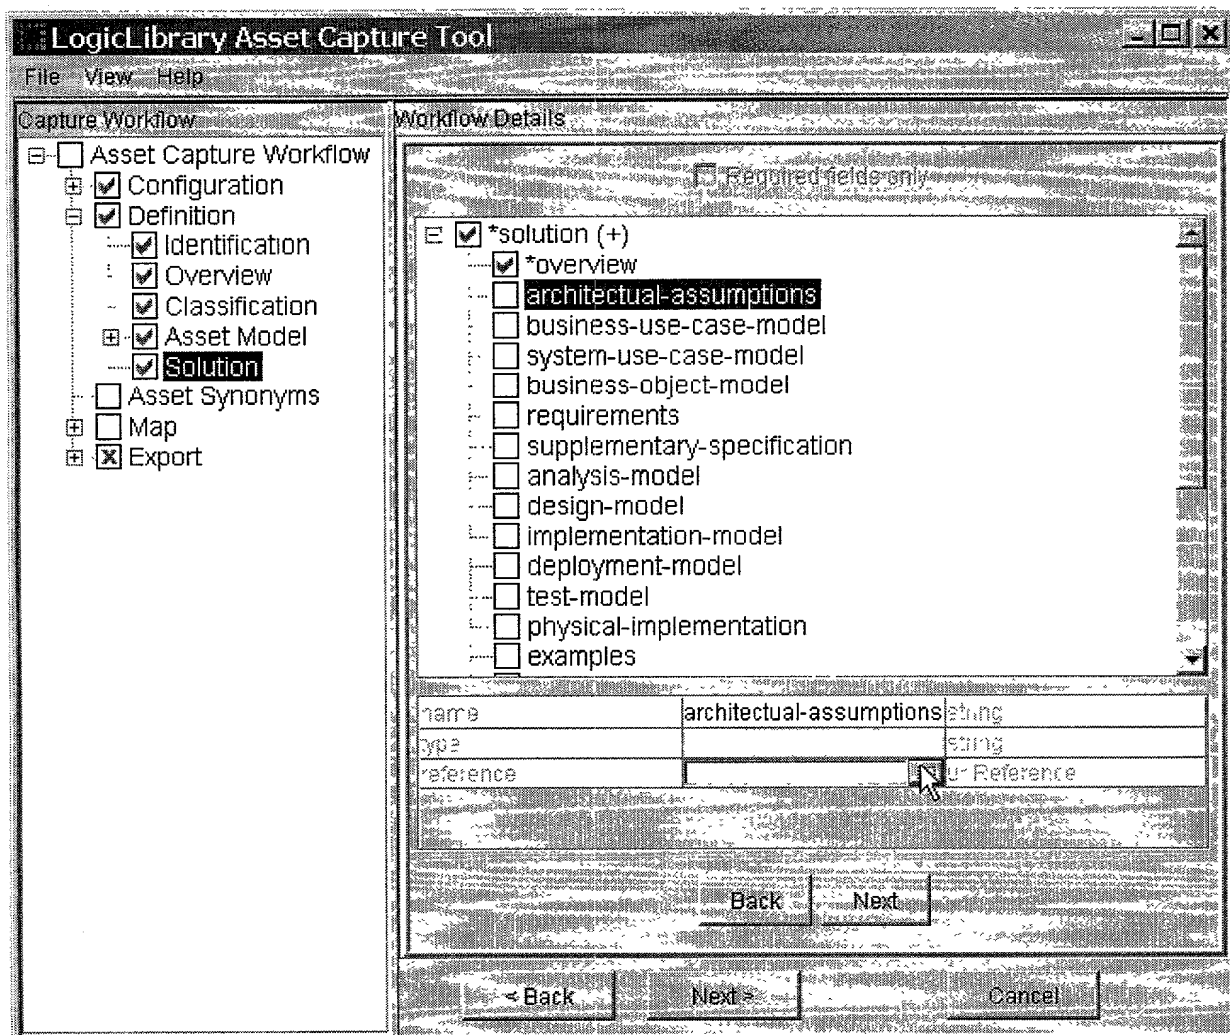 LogicLibrary Asset Capture Tool
File View Help
Capture Workflow
Asset Capture Workflow
Configuration
Definition
Identification
Overview
Classification
Asset Model
Solution
Asset Synonyms
Map
Export
Workflow Details
Required fields only
*solution (+)
*overview
architectual-assumptions
business-use-case-model
system-use-case-model
business-object-model
requirements
supplementary-specification
analysis-model
design-model
implementation-model
deployment-model
test-model
physical-implementation
examples
name architectual-assumptions string
type string
reference Reference
Back Next
< Back Next > Cancel